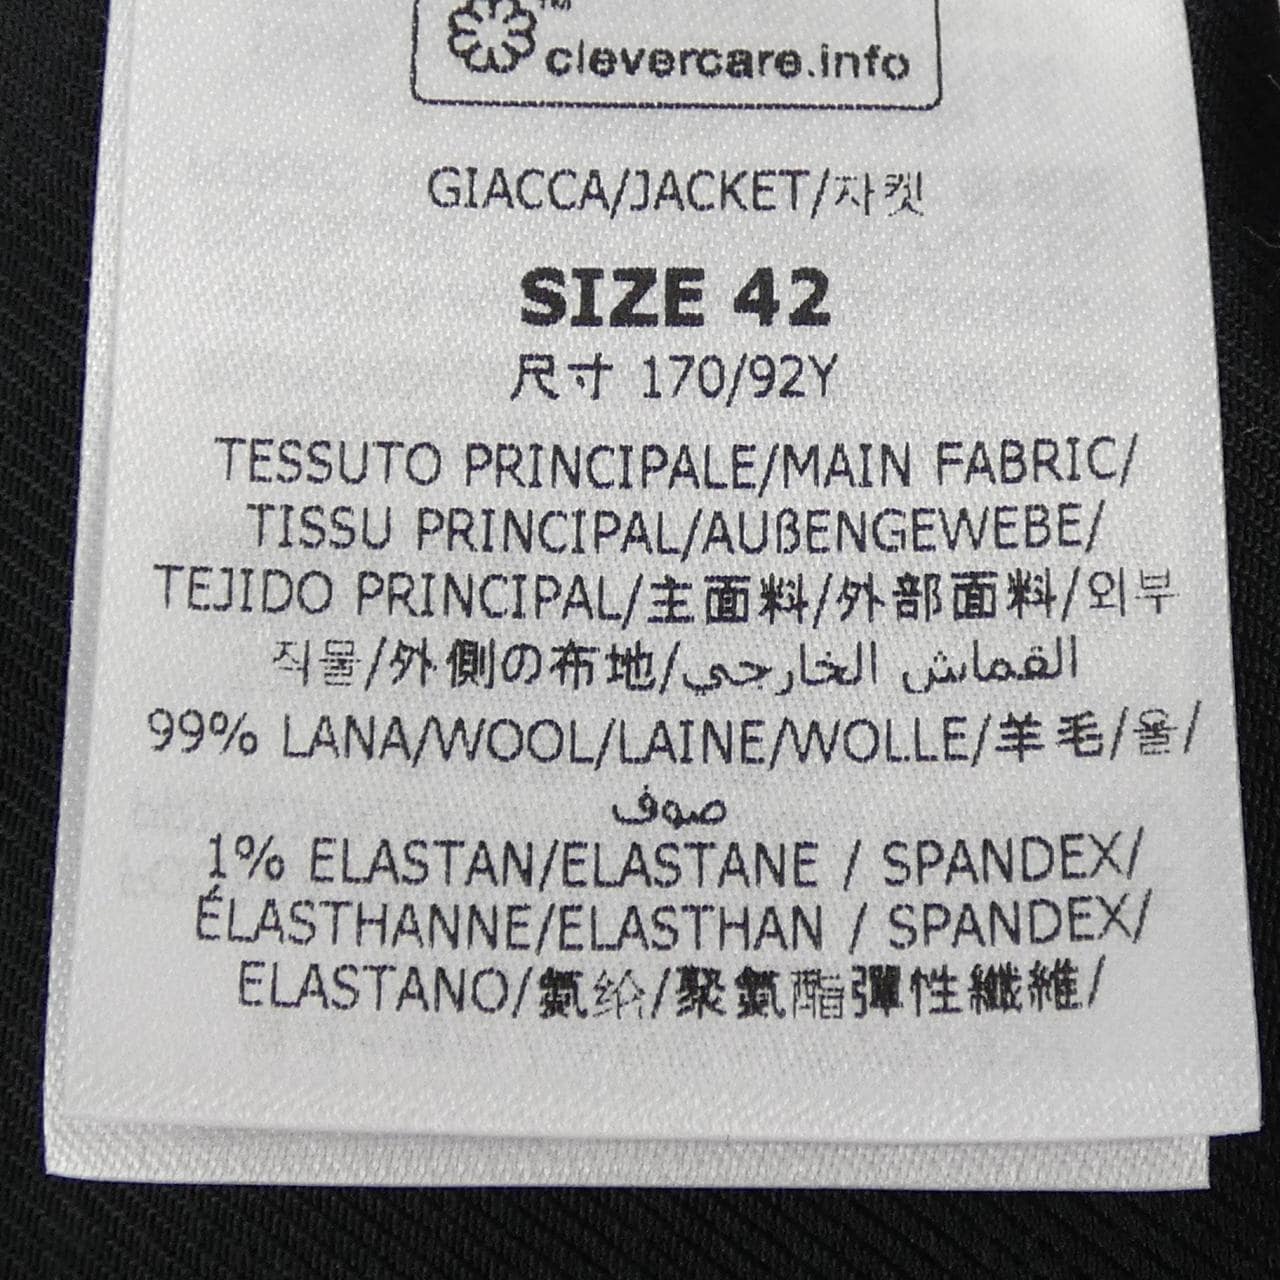 ™
clevercare.info
GIACCA/JACKET/자켓
SIZE 42
尺寸 170/92Y
TESSUTO PRINCIPALE/MAIN FABRIC/
TISSU PRINCIPAL/AUßENGEWEBE/
TEJIDO PRINCIPAL/主面料/外部面料/외부
직물/外側の布地/القماش الخارجي
99% LANA/WOOL/LAINE/WOLLE/羊毛/울/
صوف
1% ELASTAN/ELASTANE / SPANDEX/
ÉLASTHANNE/ELASTHAN / SPANDEX/
ELASTANO/氨纶/聚氨酯彈性纖維/